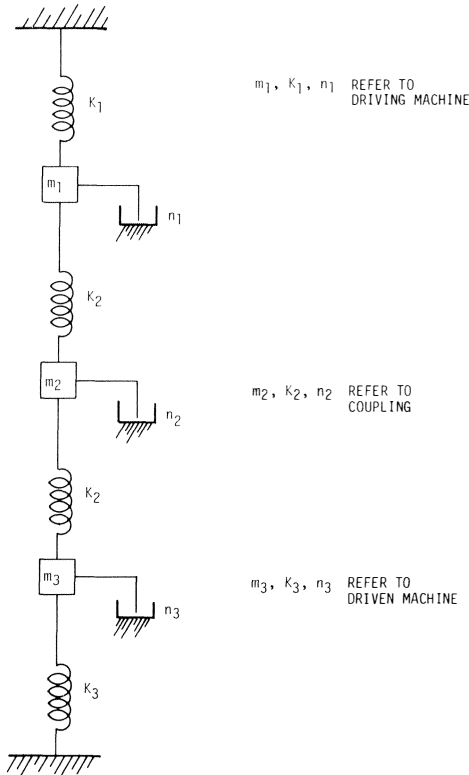 K1
m1, K1, n1 REFER TO
DRIVING MACHINE
m1
n1
K2
m2
n2
m2, K2, n2 REFER TO
COUPLING
K2
m3
n3
m3, K3, n3 REFER TO
DRIVEN MACHINE
K3